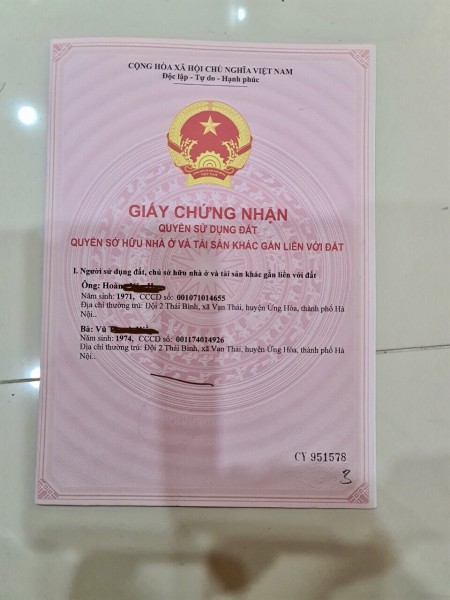 CỘNG HÒA XÃ HỘI CHỦ NGHĨA VIỆT NAM
Độc lập - Tự do - Hạnh phúc
GIẤY CHỨNG NHẬN
QUYỀN SỬ DỤNG ĐẤT
QUYỀN SỞ HỮU NHÀ Ở VÀ TÀI SẢN KHÁC GẮN LIỀN VỚI ĐẤT
I. Người sử dụng đất, chủ sở hữu nhà ở và tài sản khác gắn liền với đất
Ông: Hoàn
Năm sinh: 1971, CCCD số: 001071014655
Địa chỉ thường trú: Đội 2 Thái Bình, xã Vạn Thái, huyện Ứng Hòa, thành phố Hà
Nội..
Bà: Vũ
Năm sinh: 1974, CCCD số: 001174014926
Địa chỉ thường trú: Đội 2 Thái Bình, xã Vạn Thái, huyện Ứng Hòa, thành phố Hà
Nội..
CY 951578
3